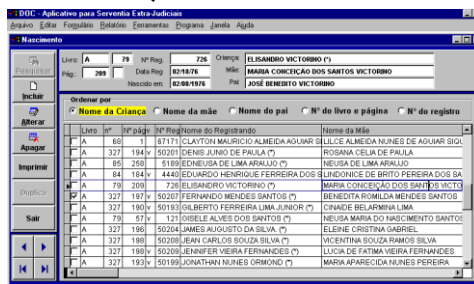 DOC - Aplicativo para Serventia Extra-Judiciais
Arquivo Editar Formulário Relatório Ferramentas Programa Janela Ajuda
Nascimento
Pesquisar
Incluir
Alterar
Apagar
Imprimir
Duplica
Sair
Livro: A 79 Nº Reg. 726 Criança: ELISANDRO VICTORINO (*)
Pág.: 209 Data Reg. 02/18/76 Mãe: MARIA CONCEIÇÃO DOS SANTOS VICTORINO
Nascido em: 02/08/1976 Pai: JOSÉ BENEDITO VICTORINO
Ordenar por
Nome da Criança Nome da mãe Nome do pai Nº do livro e página Nº do registro
Livro nº Nº págv Nº Reg Nome do Registrando Nome da Mãe
A 68 1 67171 CLAYTON MAURICIO ALMEIDA AGUIAR SI LILCE ALMEIDA NUNES DE AGUIAR SIQU
A 327 194 v 50201 DENIS JUNIO DE PAULA (*) ROSANA CELIA DE PAULA
A 85 258 5189 EDNEUSA DE LIMA ARAUJO (*) NEUSA DE LIMA ARAUJO
A 84 184 v 4440 EDUARDO HENRIQUE FERREIRA DOS S LINDONICE DE BRITO PEREIRA DOS SA
A 79 209 726 ELISANDRO VICTORINO (*) MARIA CONCEIÇÃO DOS SANTOS VICTO
A 327 197 v 50207 FERNANDO MENDES SANTOS (*) BENEDITA ROMILDA MENDES SANTOS
A 327 190 v 50193 GILBERTO FERREIRA LIMA JUNIOR (*) CINAIDE BELARMINA LIMA
A 79 57 v 121 GISELE ALVES DOS SANTOS (*) NEUSA MARIA DO NASCIMENTO SANTOS
A 327 196 50204 JAMES AUGUSTO DA SILVA. (*) ELEINE CRISTINA GABRIEL
A 327 198 50208 JEAN CARLOS SOUZA SILVA (*) VICENTINA SOUZA RAMOS SILVA
A 327 198 v 50209 JENNIFER VIEIRA FERNANDES (*) LUCIA DE FATIMA VIEIRA FERNANDES
A 327 193 v 50199 JONATHAN NUNES ORMOND (*) MARIA APARECIDA NUNES PEREIRA